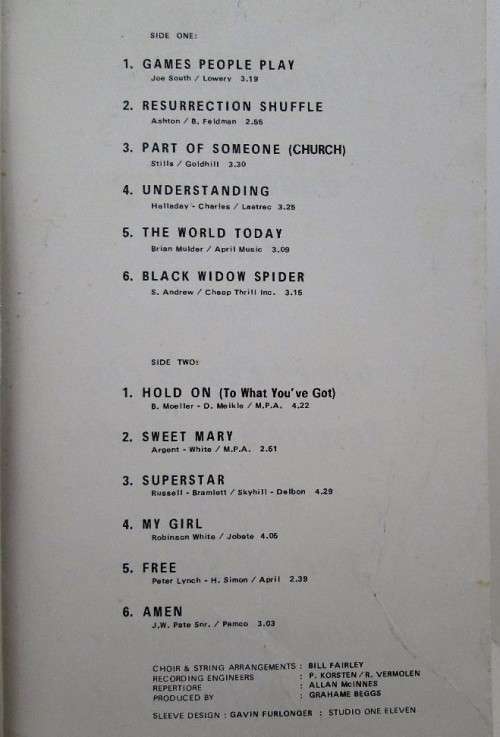 SIDE ONE:
1. GAMES PEOPLE PLAY
Joe South / Lowery 3.19
2. RESURRECTION SHUFFLE
Ashton / B. Feldman 2.55
3. PART OF SOMEONE (CHURCH)
Stills / Goldhill 3.30
4. UNDERSTANDING
Holladay - Charles / Lastrec 3.25
5. THE WORLD TODAY
Brian Mulder / April Music 3.09
6. BLACK WIDOW SPIDER
S. Andrew / Cheap Thrill Inc. 3.15
SIDE TWO:
1. HOLD ON (To What You've Got)
B. Moeller - D. Meikle / M.P.A. 4.22
2. SWEET MARY
Argent - White / M.P.A. 2.51
3. SUPERSTAR
Russell - Bramlett / Skyhill - Delbon 4.29
4. MY GIRL
Robinson White / Jobete 4.05
5. FREE
Peter Lynch - H. Simon / April 2.39
6. AMEN
J.W. Pate Snr. / Pamco 3.03
CHOIR & STRING ARRANGEMENTS : BILL FAIRLEY
RECORDING ENGINEERS : P. KORSTEN / R. VERMOLEN
REPERTIORE : ALLAN McINNES
PRODUCED BY : GRAHAME BEGGS
SLEEVE DESIGN : GAVIN FURLONGER : STUDIO ONE ELEVEN